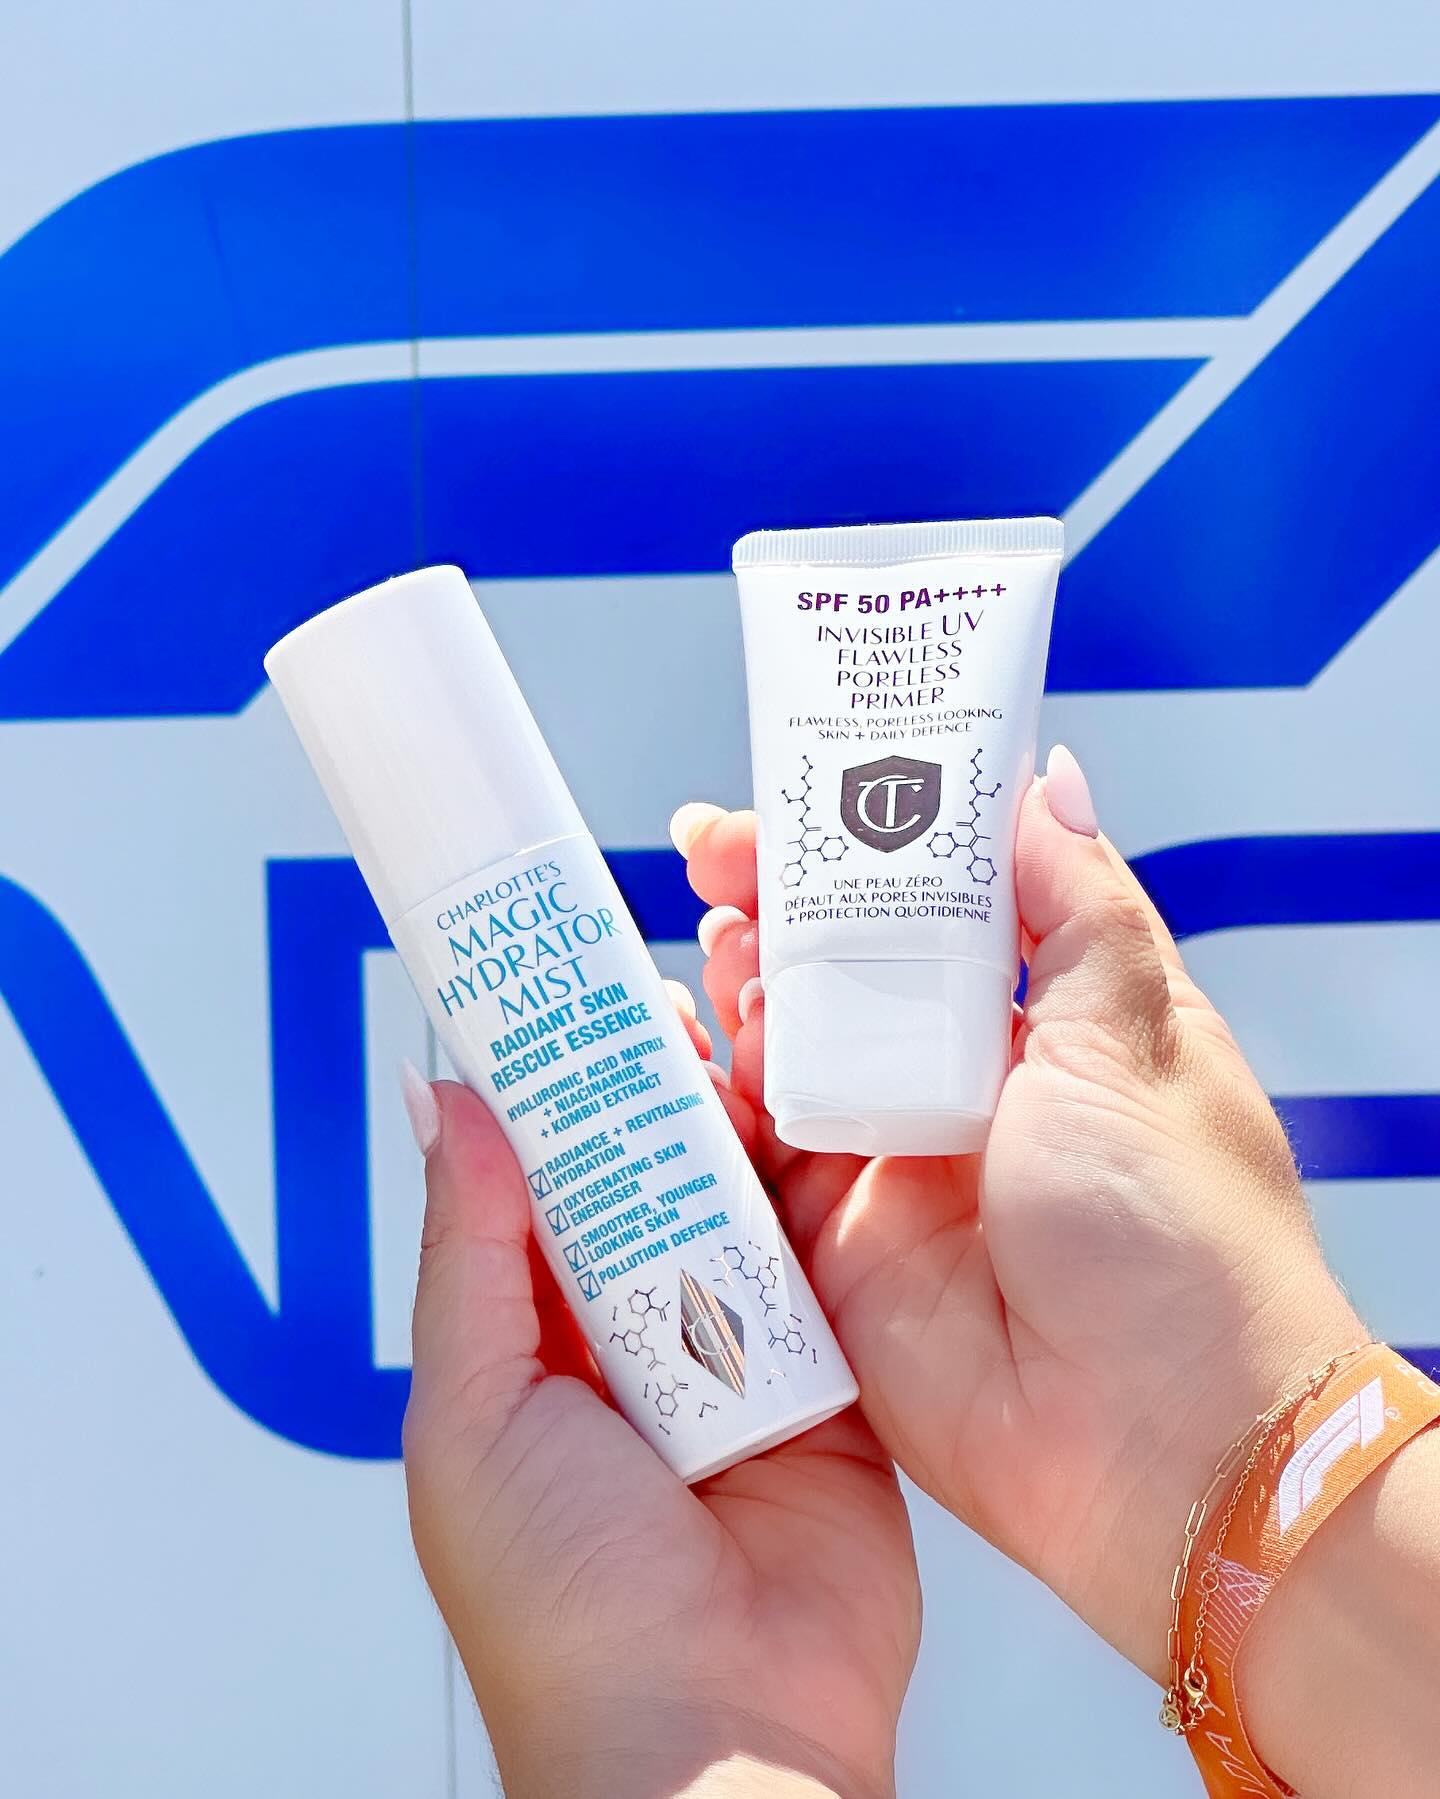 CHARLOTTE'S
MAGIC
HYDRATOR
MIST
RADIANT SKIN
RESCUE ESSENCE
HYALURONIC ACID MATRIX
+ NIACINAMIDE
+ KOMBU EXTRACT
RADIANCE + REVITALISING
HYDRATION
OXYGENATING SKIN
ENERGISER
SMOOTHER, YOUNGER
LOOKING SKIN
POLLUTION DEFENCE
SPF 50 PA++++
INVISIBLE UV
FLAWLESS
PORELESS
PRIMER
FLAWLESS, PORELESS LOOKING
SKIN + DAILY DEFENCE
CT
UNE PEAU ZÉRO
DÉFAUT AUX PORES INVISIBLES
+ PROTECTION QUOTIDIENNE